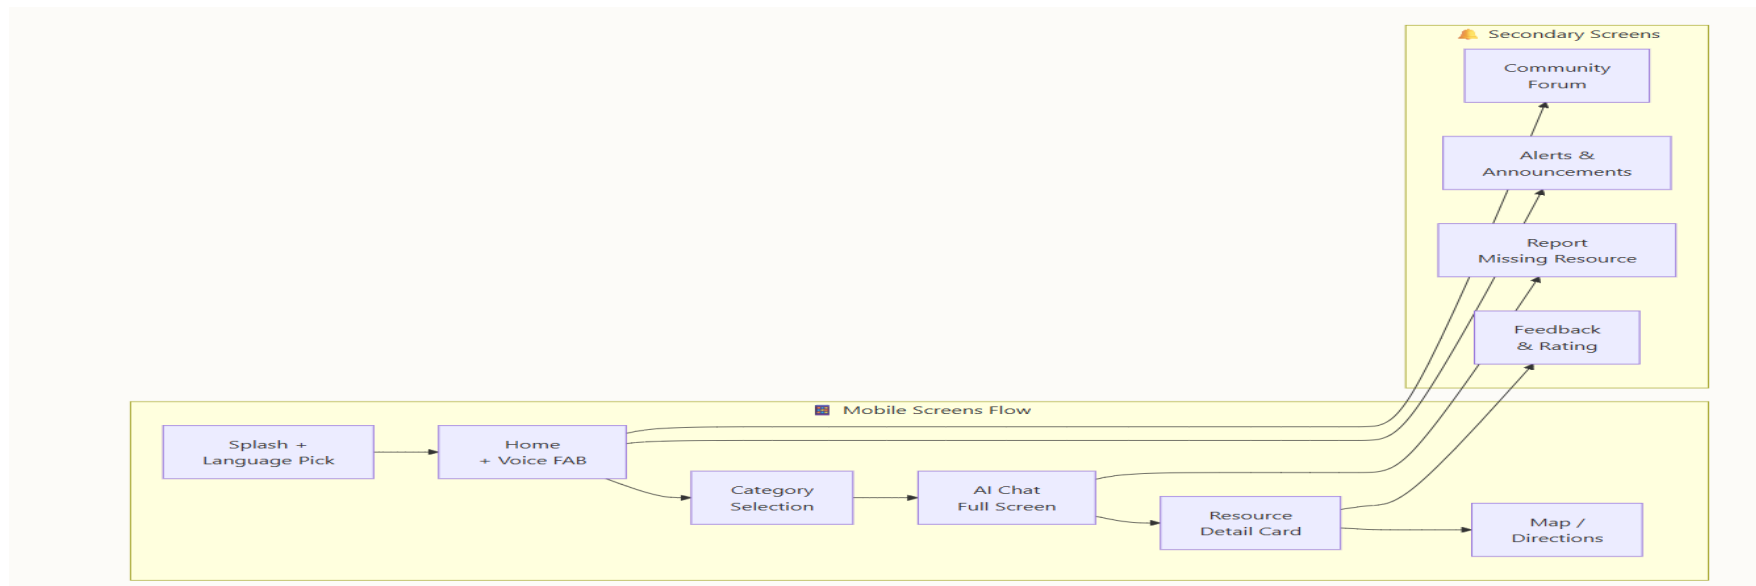 Secondary Screens
Community
Forum
Alerts &
Announcements
Report
Missing Resource
Feedback
& Rating
Mobile Screens Flow
Splash +
Language Pick
Home
+ Voice FAB
Category
Selection
AI Chat
Full Screen
Resource
Detail Card
Map /
Directions